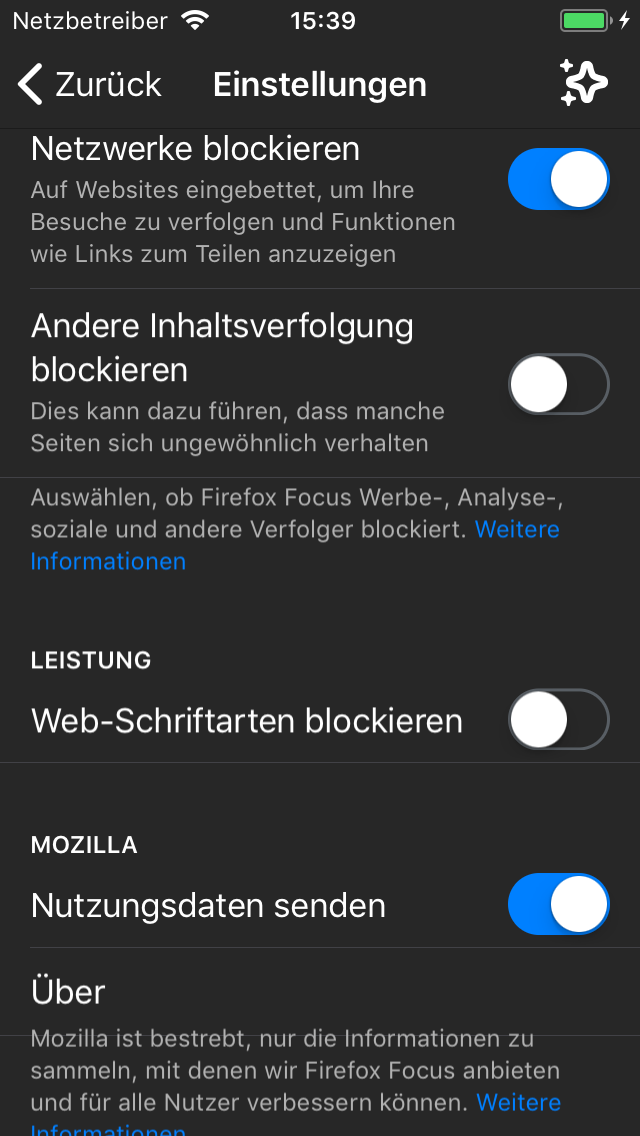 Netzbetreiber 15:39
Zurück Einstellungen
Netzwerke blockieren
Auf Websites eingebettet, um Ihre
Besuche zu verfolgen und Funktionen
wie Links zum Teilen anzuzeigen
Andere Inhaltsverfolgung
blockieren
Dies kann dazu führen, dass manche
Seiten sich ungewöhnlich verhalten
Auswählen, ob Firefox Focus Werbe-, Analyse-,
soziale und andere Verfolger blockiert. Weitere
Informationen
LEISTUNG
Web-Schriftarten blockieren
MOZILLA
Nutzungsdaten senden
Über
Mozilla ist bestrebt, nur die Informationen zu
sammeln, mit denen wir Firefox Focus anbieten
und für alle Nutzer verbessern können. Weitere
Informationen